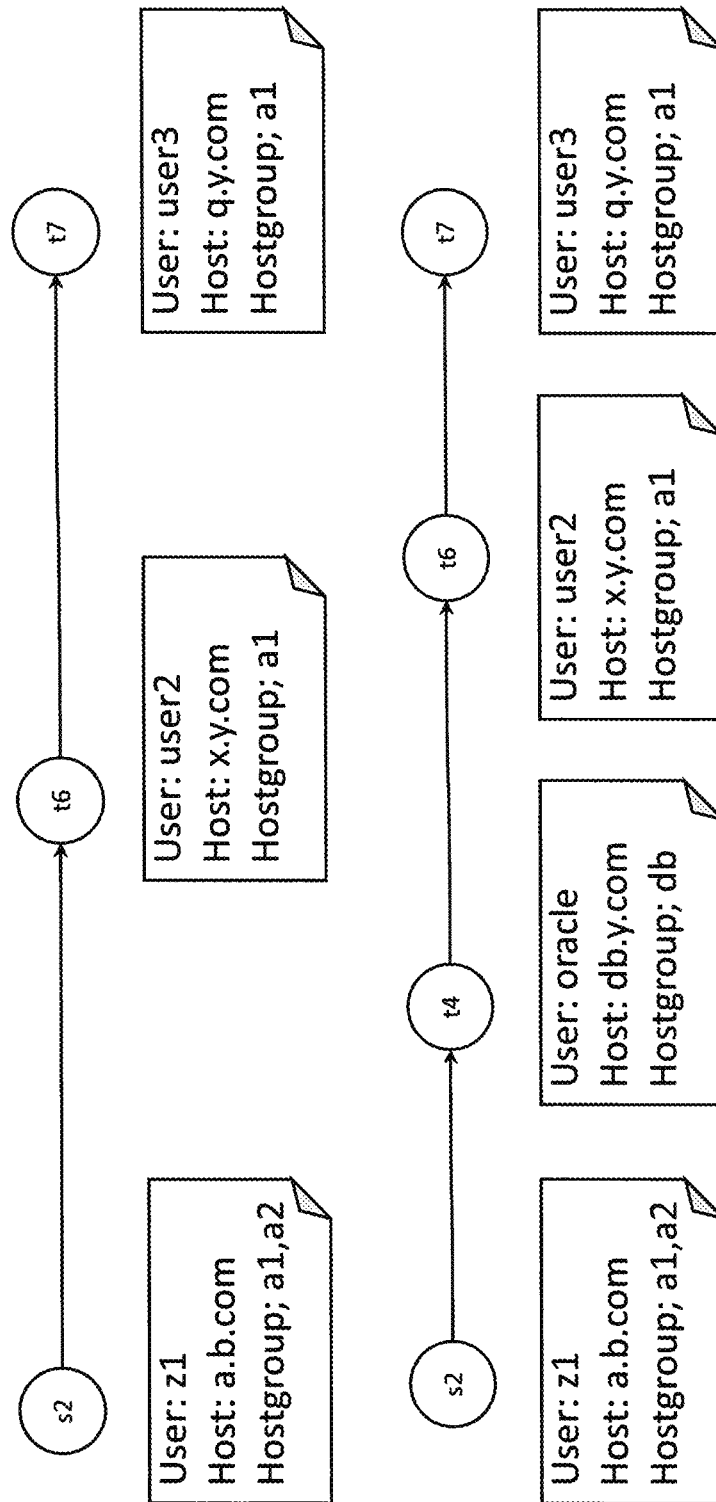 s2
t6
t7
User: z1
Host: a.b.com
Hostgroup; a1,a2
User: user2
Host: x.y.com
Hostgroup; a1
User: user3
Host: q.y.com
Hostgroup; a1
s2
t4
t6
t7
User: z1
Host: a.b.com
Hostgroup; a1,a2
User: oracle
Host: db.y.com
Hostgroup; db
User: user2
Host: x.y.com
Hostgroup; a1
User: user3
Host: q.y.com
Hostgroup; a1